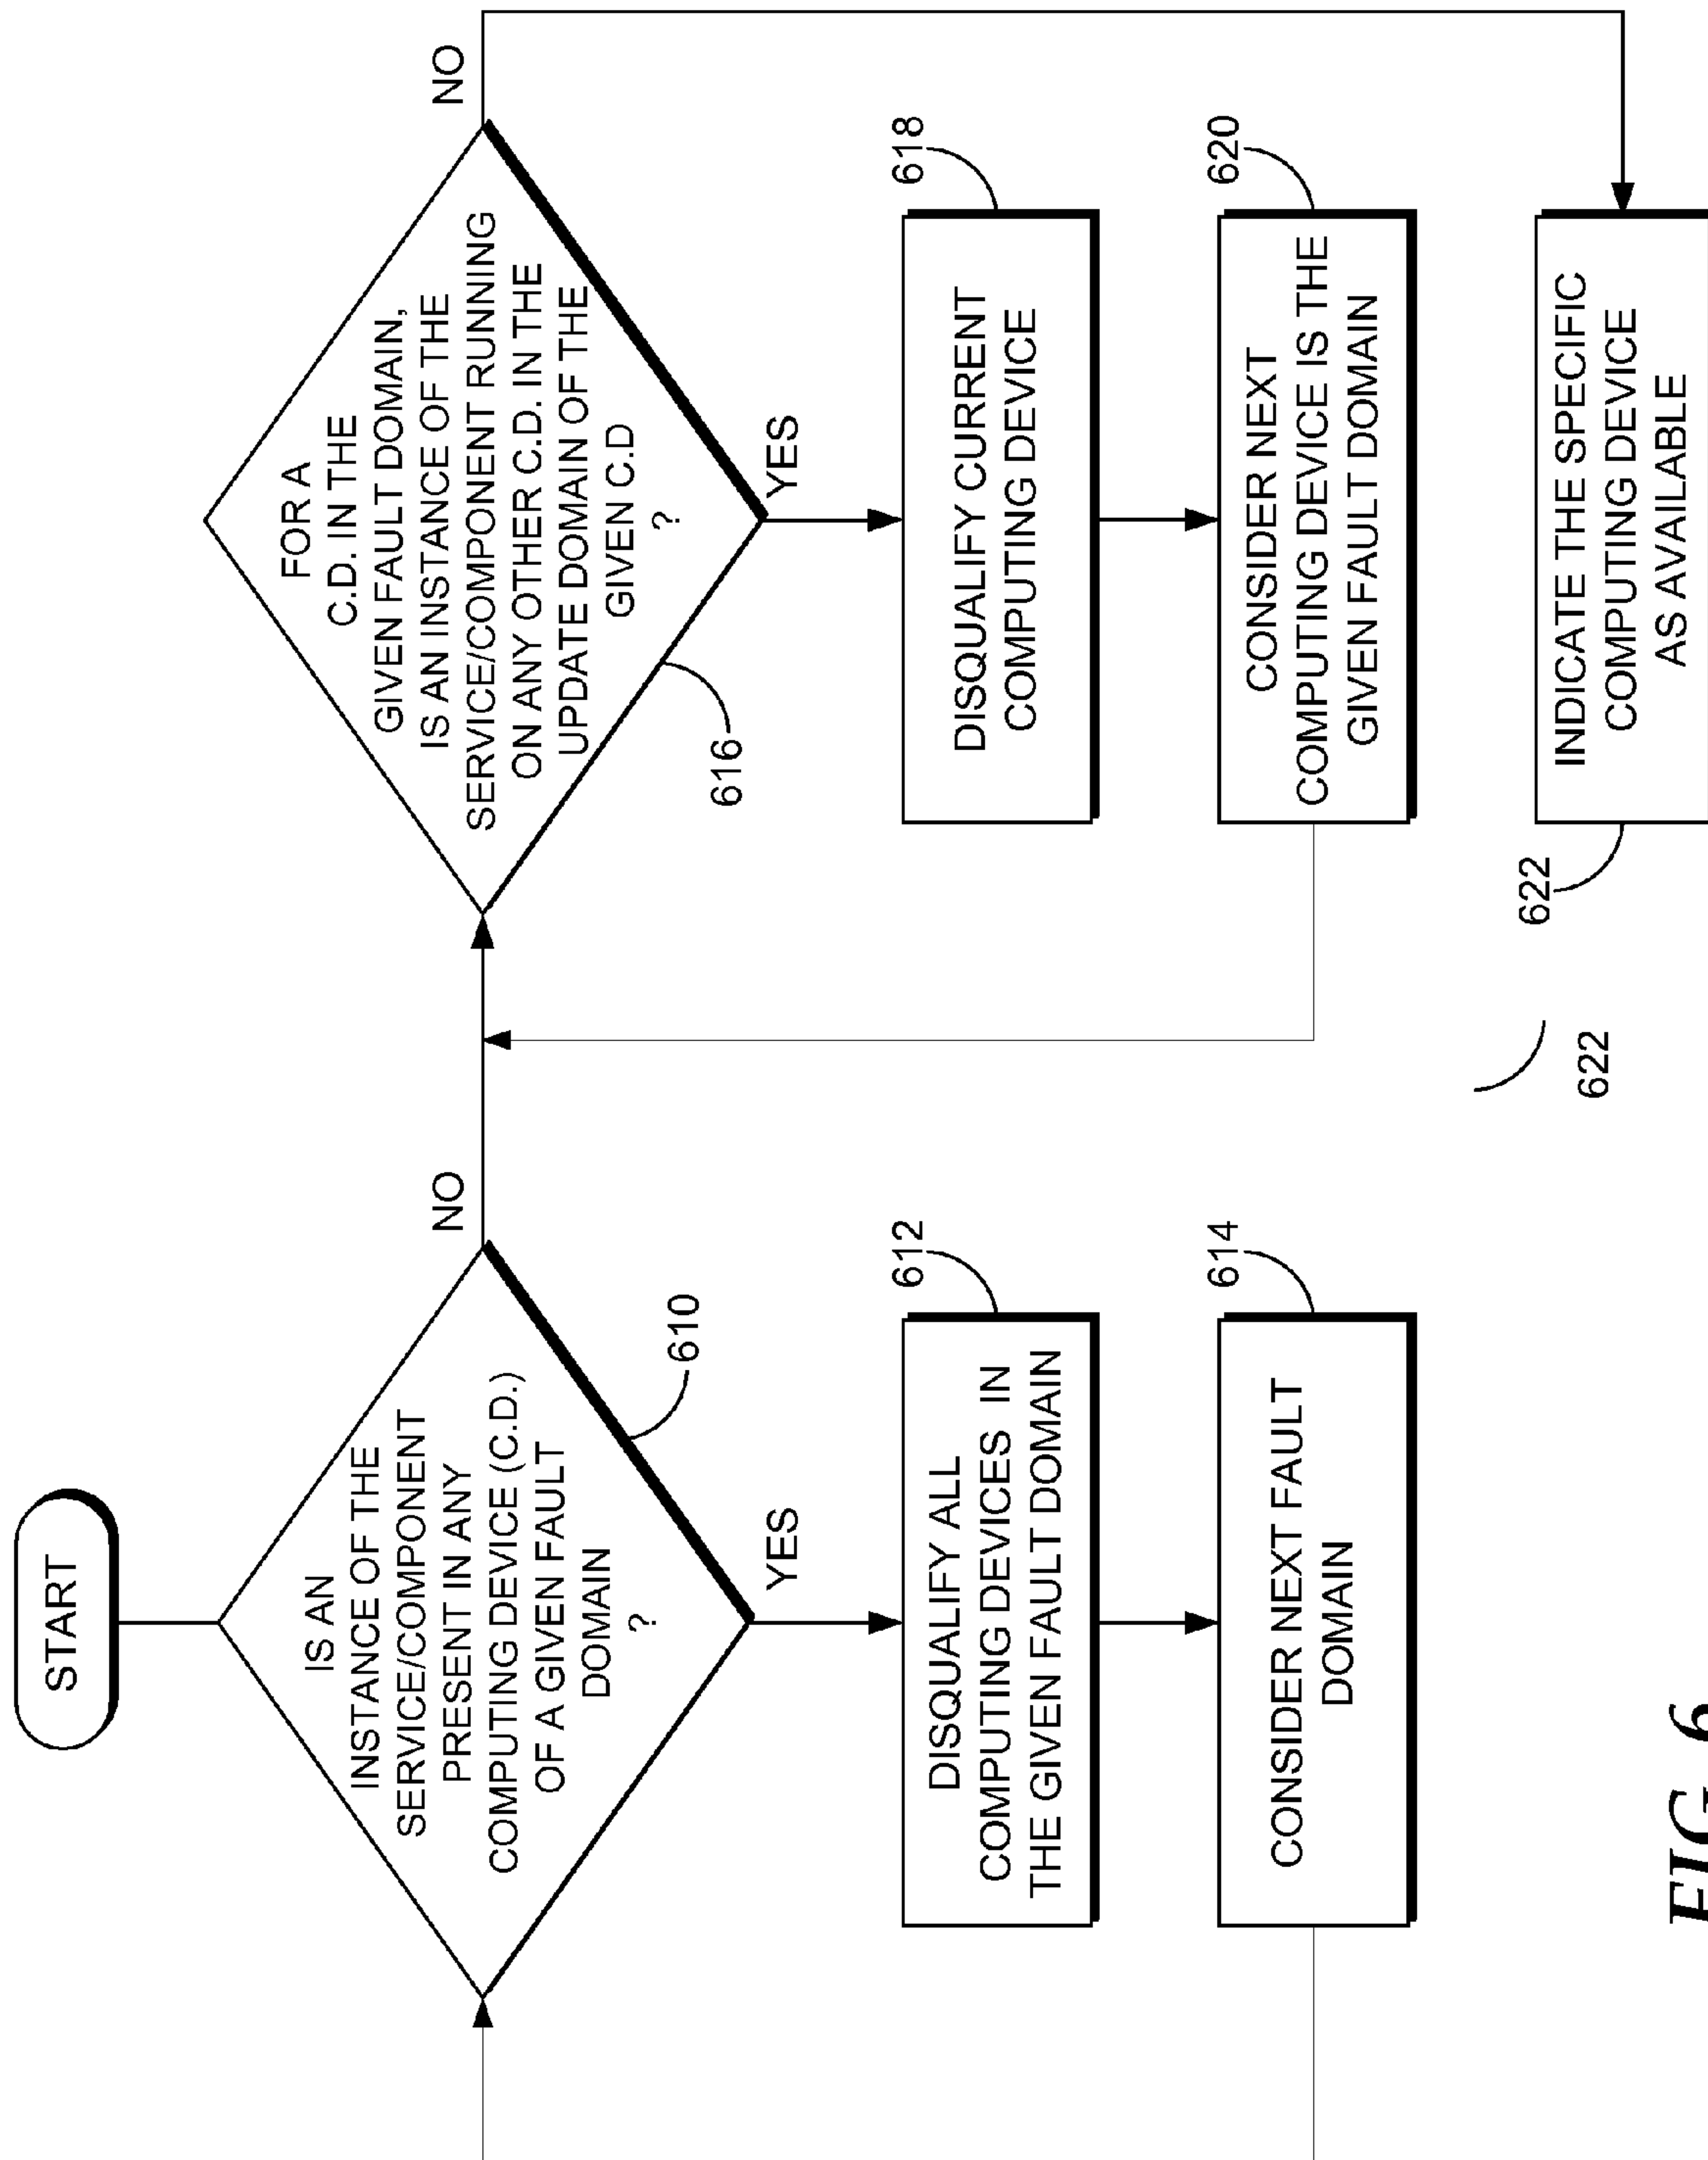 START
IS AN
INSTANCE OF THE
SERVICE/COMPONENT
PRESENT IN ANY
COMPUTING DEVICE (C.D.)
OF A GIVEN FAULT
DOMAIN
?
610
NO
YES
DISQUALIFY ALL
COMPUTING DEVICES IN
THE GIVEN FAULT DOMAIN
612
CONSIDER NEXT FAULT
DOMAIN
614
FOR A
C.D. IN THE
GIVEN FAULT DOMAIN,
IS AN INSTANCE OF THE
SERVICE/COMPONENT RUNNING
ON ANY OTHER C.D. IN THE
UPDATE DOMAIN OF THE
GIVEN C.D
?
616
NO
YES
DISQUALIFY CURRENT
COMPUTING DEVICE
618
CONSIDER NEXT
COMPUTING DEVICE IS THE
GIVEN FAULT DOMAIN
620
INDICATE THE SPECIFIC
COMPUTING DEVICE
AS AVAILABLE
622
622
FIG. 6